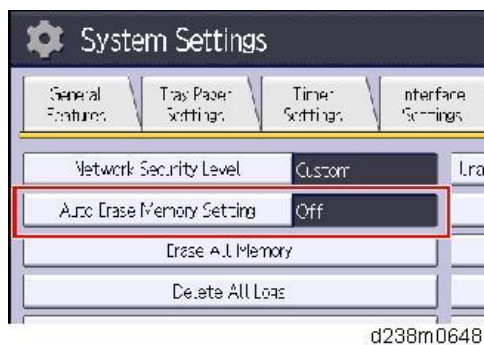 System Settings
General Features
Tray Paper Settings
Timer Settings
Interface Settings
Network Security Level
Custom
Auto Erase Memory Setting
Off
Erase All Memory
Delete All Logs
d238m0648